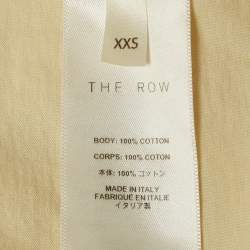 XXS
THE ROW
BODY: 100% COTTON
CORPS: 100% COTON
本体: 100% コットン
MADE IN ITALY
FABRIQUÉ EN ITALIE
イタリア製